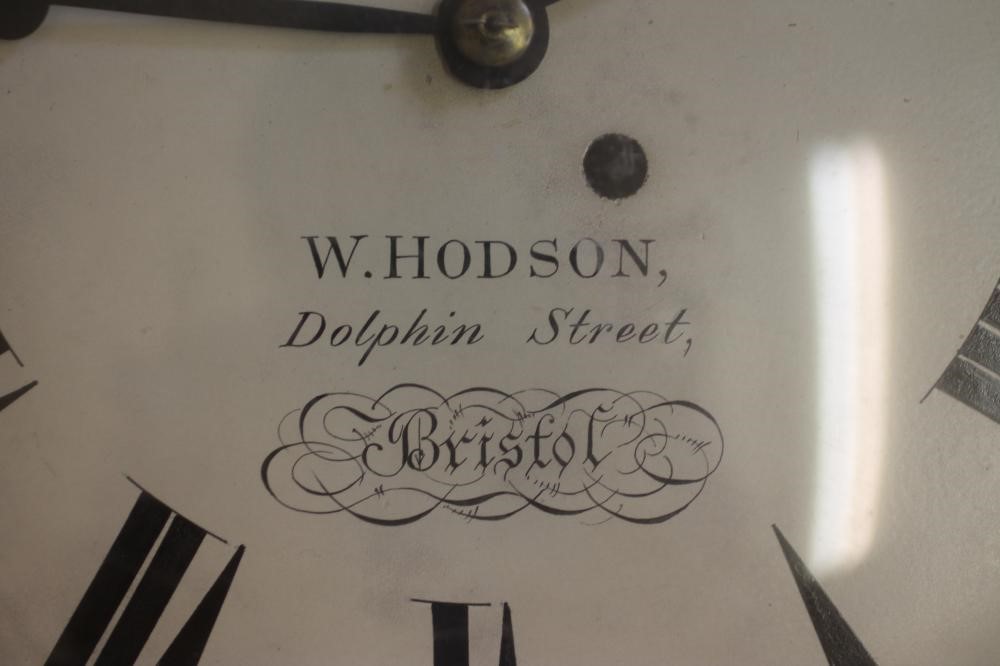 W. HODSON,
Dolphin Street,
Bristol